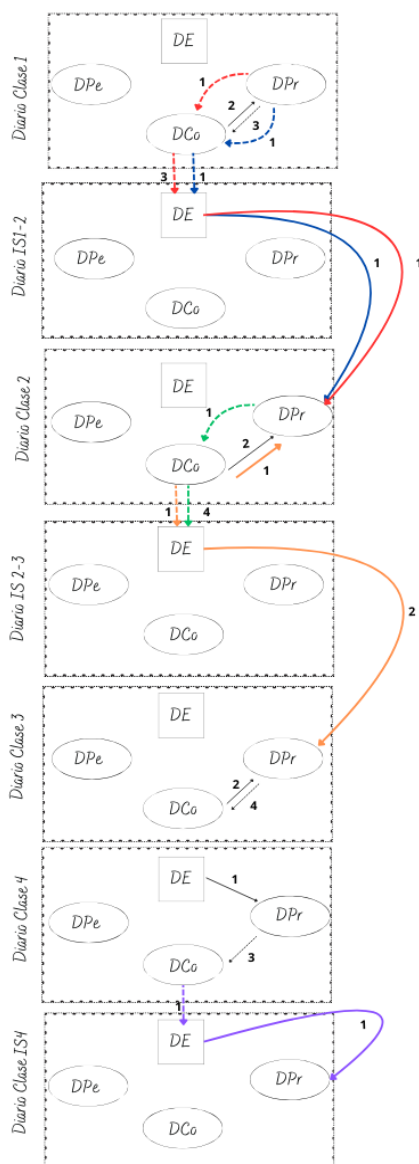 Diario Clase 1
DE
DPe
DPr
DCo
1
2
3
1
3
1
Diario IS1-2
DE
DPe
DPr
DCo
1
1
Diario Clase 2
DE
DPe
DPr
DCo
1
2
1
1
4
Diario IS 2-3
DE
DPe
DPr
DCo
2
Diario Clase 3
DE
DPe
DPr
DCo
2
4
Diario Clase 4
DE
DPe
DPr
DCo
1
3
1
Diario Clase IS4
DE
DPe
DPr
DCo
1